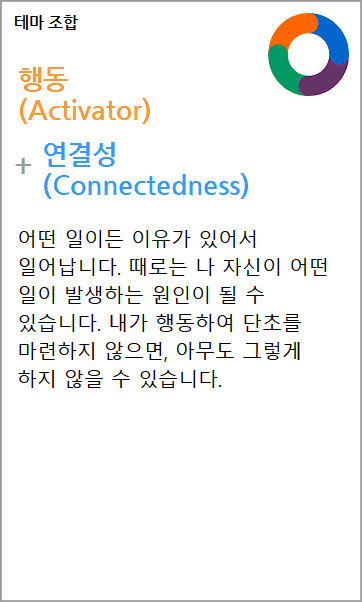 테마 조합
행동
(Activator)
+ 연결성
(Connectedness)
어떤 일이든 이유가 있어서
일어납니다. 때로는 나 자신이 어떤
일이 발생하는 원인이 될 수
있습니다. 내가 행동하여 단초를
마련하지 않으면, 아무도 그렇게
하지 않을 수 있습니다.